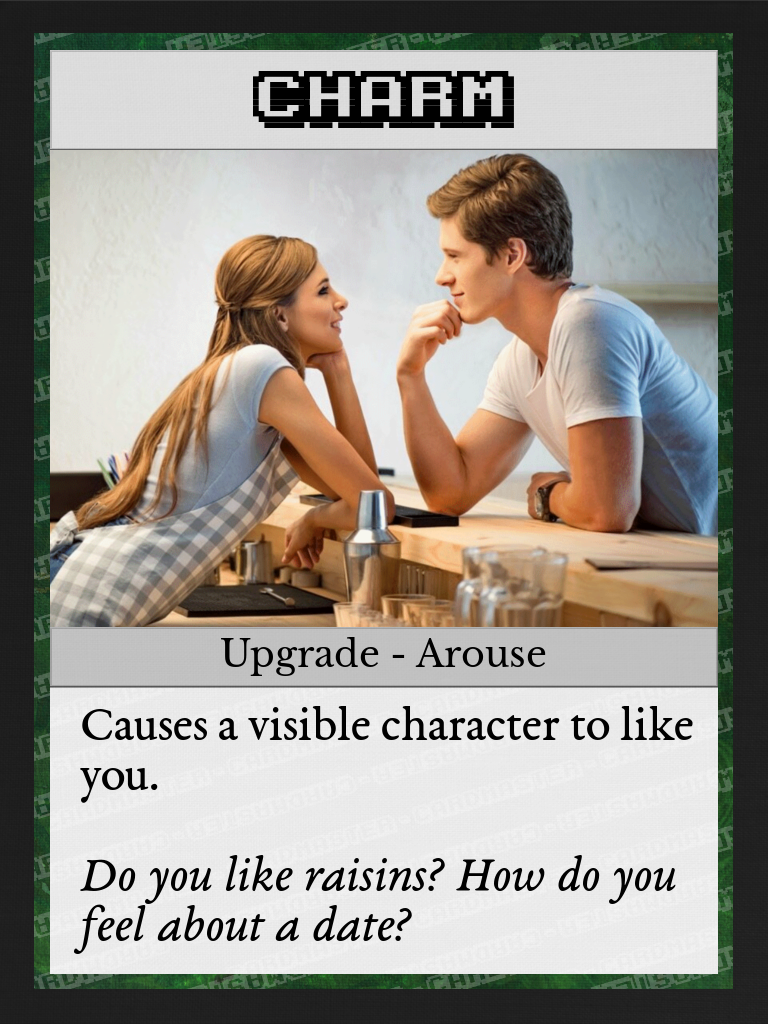 CHARM
Upgrade - Arouse
Causes a visible character to like
you.
Do you like raisins? How do you
feel about a date?